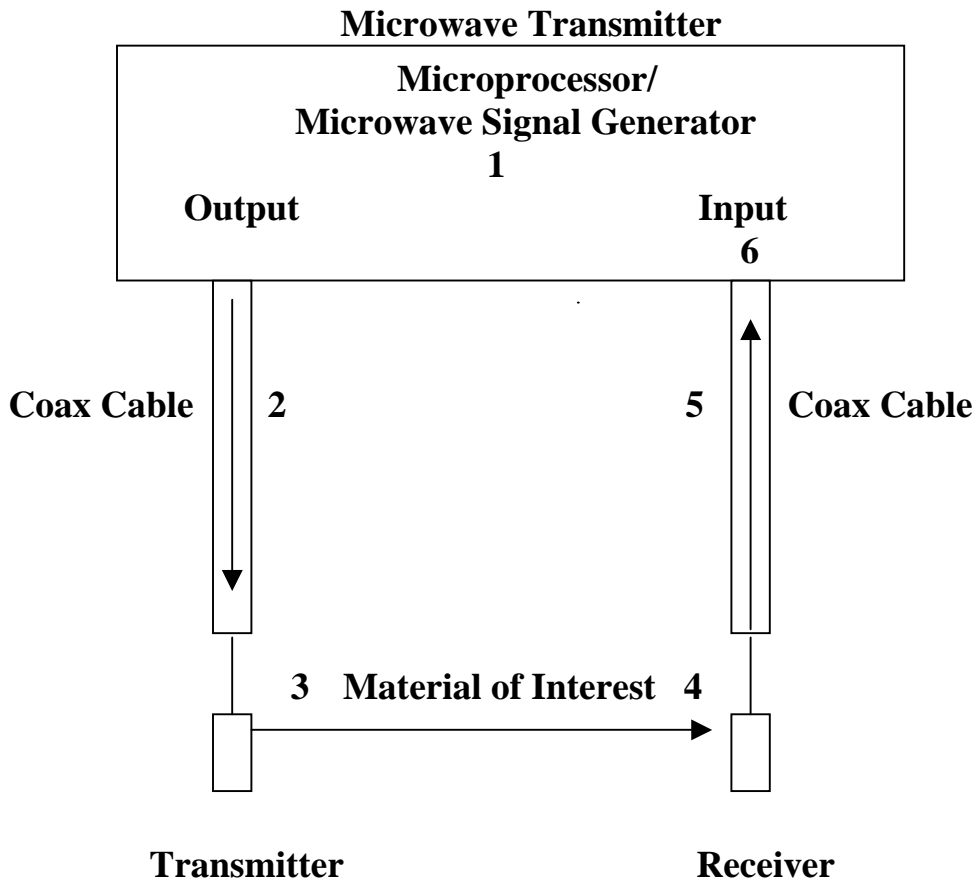 Microwave Transmitter
Microprocessor/
Microwave Signal Generator
1
Output Input
6
Coax Cable 2 5 Coax Cable
3 Material of Interest 4
Transmitter Receiver